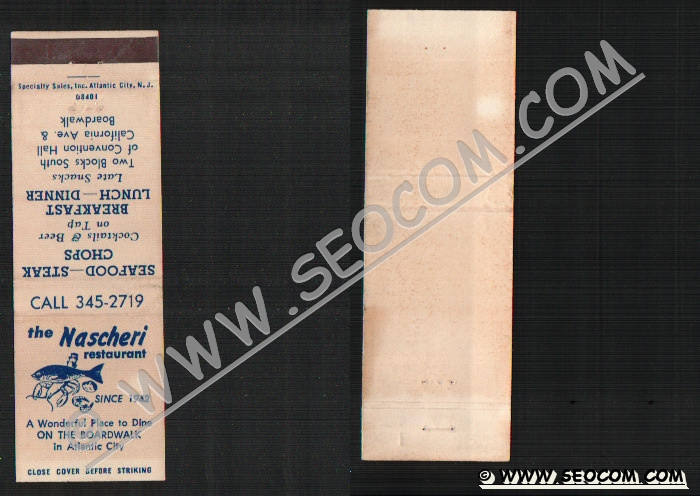 Specialty Sales, Inc. Atlantic City, N. J.
08401
SEAFOOD—STEAK
CHOPS
Cocktails & Beer
on Tap
BREAKFAST
LUNCH—DINNER
Late Snacks
Two Blocks South
of Convention Hall
California Ave. &
Boardwalk
CALL 345-2719
the Nascheri
restaurant
SINCE 1942
A Wonderful Place to Dine
ON THE BOARDWALK
in Atlantic City
CLOSE COVER BEFORE STRIKING
© WWW.SEOCOM.COM
© WWW.SEOCOM.COM